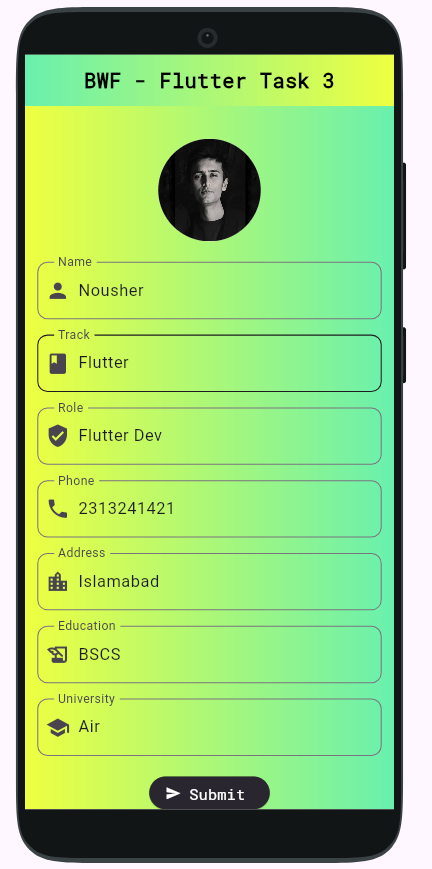 BWF - Flutter Task 3
Name
Nousher
Track
Flutter
Role
Flutter Dev
Phone
2313241421
Address
Islamabad
Education
BSCS
University
Air
Submit